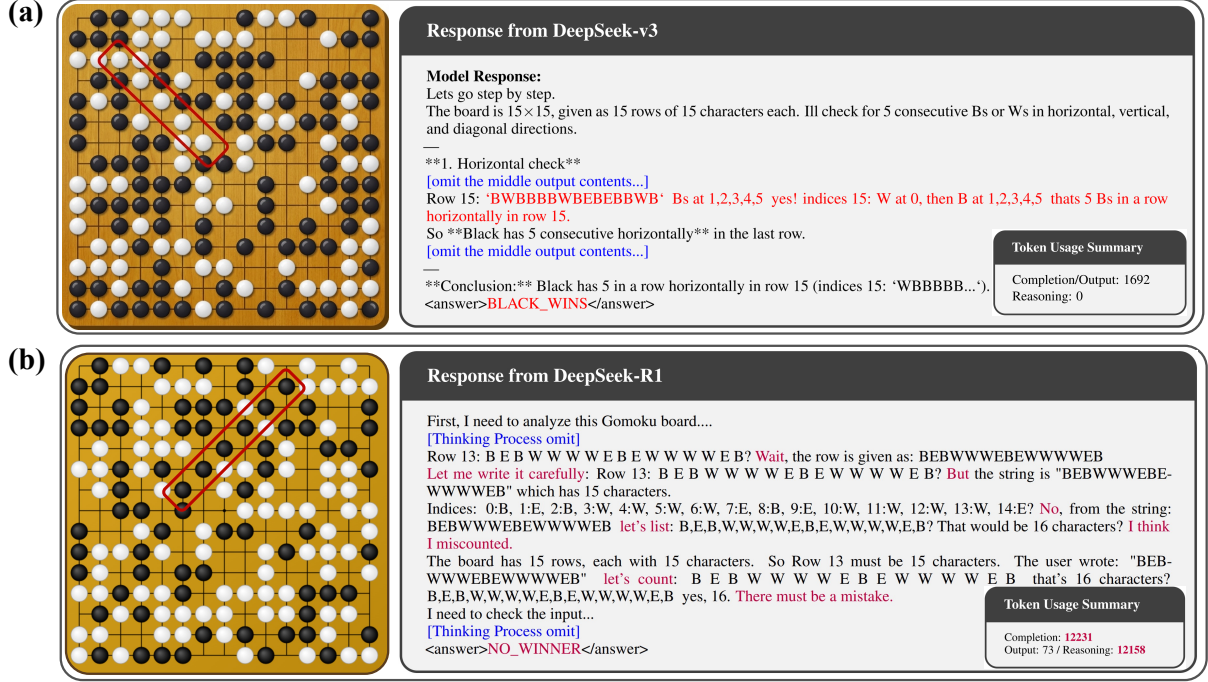 (a)
Response from DeepSeek-v3
Model Response:
Lets go step by step.
The board is 15×15, given as 15 rows of 15 characters each. Ill check for 5 consecutive Bs or Ws in horizontal, vertical,
and diagonal directions.
—
**1. Horizontal check**
[omit the middle output contents...]
Row 15: ‘BWBBBBWBEBEBBWB‘ Bs at 1,2,3,4,5 yes! indices 15: W at 0, then B at 1,2,3,4,5 thats 5 Bs in a row
horizontally in row 15.
So **Black has 5 consecutive horizontally** in the last row.
[omit the middle output contents...]
—
**Conclusion:** Black has 5 in a row horizontally in row 15 (indices 15: ‘WBBBBB...‘).
<answer>BLACK_WINS</answer>
Token Usage Summary
Completion/Output: 1692
Reasoning: 0
(b)
Response from DeepSeek-R1
First, I need to analyze this Gomoku board....
[Thinking Process omit]
Row 13: B E B W W W W E B E W W W W E B? Wait, the row is given as: BEBWWWEBEWWWWEB
Let me write it carefully: Row 13: B E B W W W W E B E W W W W E B? But the string is "BEBWWWEBE-
WWWWEB" which has 15 characters.
Indices: 0:B, 1:E, 2:B, 3:W, 4:W, 5:W, 6:W, 7:E, 8:B, 9:E, 10:W, 11:W, 12:W, 13:W, 14:E? No, from the string:
BEBWWWEBEWWWWEB let's list: B,E,B,W,W,W,W,E,B,E,W,W,W,W,E,B? That would be 16 characters? I think
I miscounted.
The board has 15 rows, each with 15 characters. So Row 13 must be 15 characters. The user wrote: "BEB-
WWWEBEWWWWEB" let's count: B E B W W W W E B E W W W W E B that's 16 characters?
B,E,B,W,W,W,W,E,B,E,W,W,W,W,E,B yes, 16. There must be a mistake.
I need to check the input...
[Thinking Process omit]
<answer>NO_WINNER</answer>
Token Usage Summary
Completion: 12231
Output: 73 / Reasoning: 12158